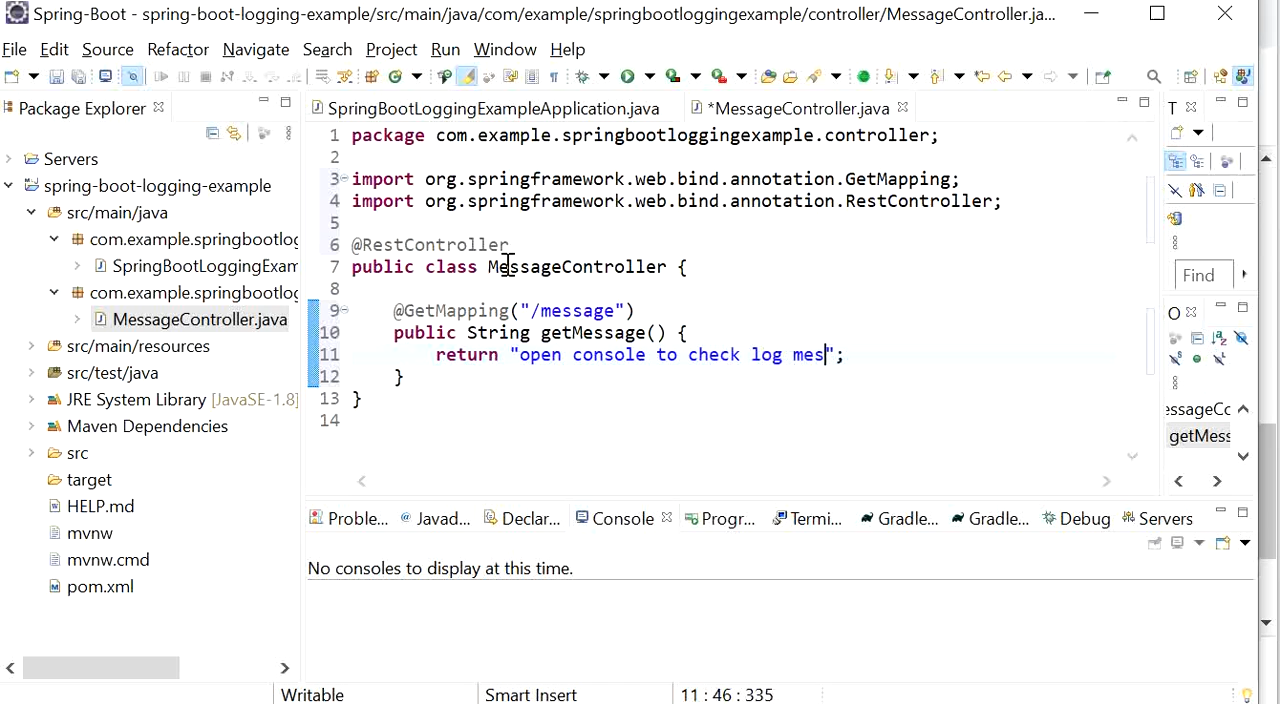 Spring-Boot - spring-boot-logging-example/src/main/java/com/example/springbootloggingexample/controller/MessageController.ja...
File Edit Source Refactor Navigate Search Project Run Window Help
Package Explorer
SpringBootLoggingExampleApplication.java
*MessageController.java
T
Servers
spring-boot-logging-example
src/main/java
com.example.springbootlog
SpringBootLoggingExam
com.example.springbootlog
MessageController.java
src/main/resources
src/test/java
JRE System Library [JavaSE-1.8]
Maven Dependencies
src
target
HELP.md
mvnw
mvnw.cmd
pom.xml
1 package com.example.springbootloggingexample.controller;
2
3 import org.springframework.web.bind.annotation.GetMapping;
4 import org.springframework.web.bind.annotation.RestController;
5
6 @RestController
7 public class MessageController {
8
9 @GetMapping("/message")
10 public String getMessage() {
11 return "open console to check log mes";
12 }
13 }
14
Find
O
essageCo
getMess
Proble... Javad... Declar... Console Progr... Termi... Gradle... Gradle... Debug Servers
No consoles to display at this time.
Writable Smart Insert 11 : 46 : 335